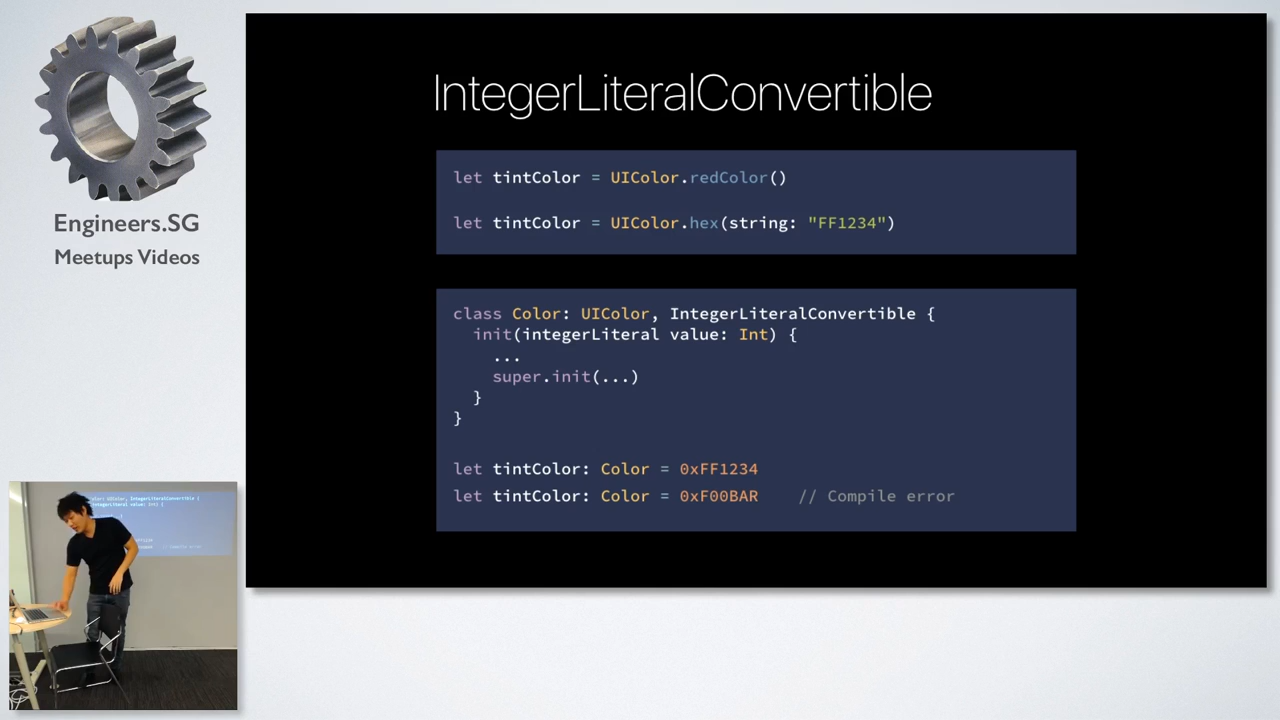 Engineers.SG
Meetups Videos
IntegerLiteralConvertible
let tintColor = UIColor.redColor()
let tintColor = UIColor.hex(string: "FF1234")
class Color: UIColor, IntegerLiteralConvertible {
  init(integerLiteral value: Int) {
    ...
    super.init(...)
  }
}
let tintColor: Color = 0xFF1234
let tintColor: Color = 0xF00BAR    // Compile error